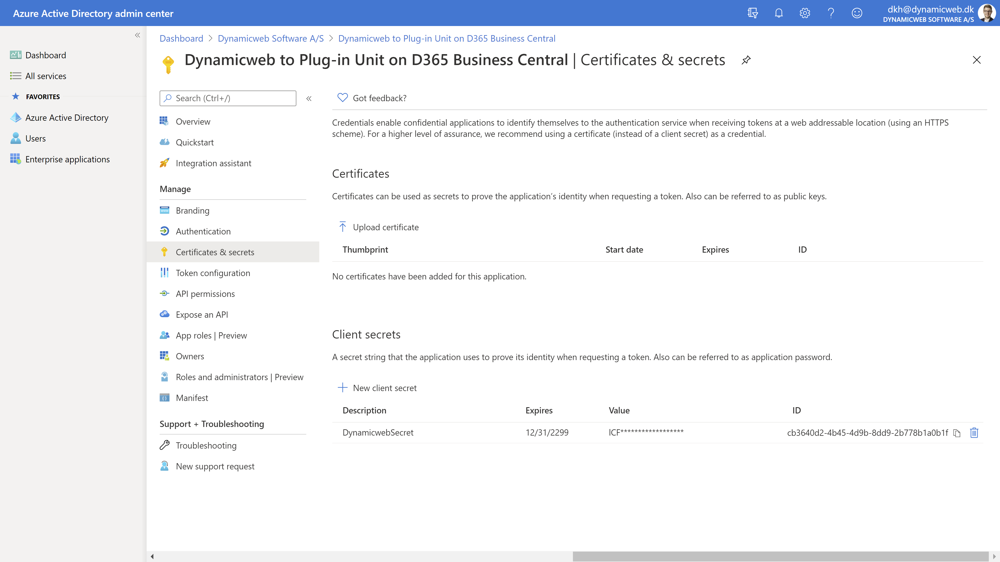 Azure Active Directory admin center
dkh@dynamicweb.dk
DYNAMICWEB SOFTWARE A/S
Dashboard
All services
FAVORITES
Azure Active Directory
Users
Enterprise applications
Dashboard > Dynamicweb Software A/S > Dynamicweb to Plug-in Unit on D365 Business Central
Dynamicweb to Plug-in Unit on D365 Business Central | Certificates & secrets
Search (Ctrl+/)
Overview
Quickstart
Integration assistant
Manage
Branding
Authentication
Certificates & secrets
Token configuration
API permissions
Expose an API
App roles | Preview
Owners
Roles and administrators | Preview
Manifest
Support + Troubleshooting
Troubleshooting
New support request
Got feedback?
Credentials enable confidential applications to identify themselves to the authentication service when receiving tokens at a web addressable location (using an HTTPS
scheme). For a higher level of assurance, we recommend using a certificate (instead of a client secret) as a credential.
Certificates
Certificates can be used as secrets to prove the application’s identity when requesting a token. Also can be referred to as public keys.
Upload certificate
Thumbprint Start date Expires ID
No certificates have been added for this application.
Client secrets
A secret string that the application uses to prove its identity when requesting a token. Also can be referred to as application password.
New client secret
Description Expires Value ID
DynamicwebSecret 12/31/2299 lCF****************** cb3640d2-4b45-4d9b-8dd9-2b778b1a0b1f